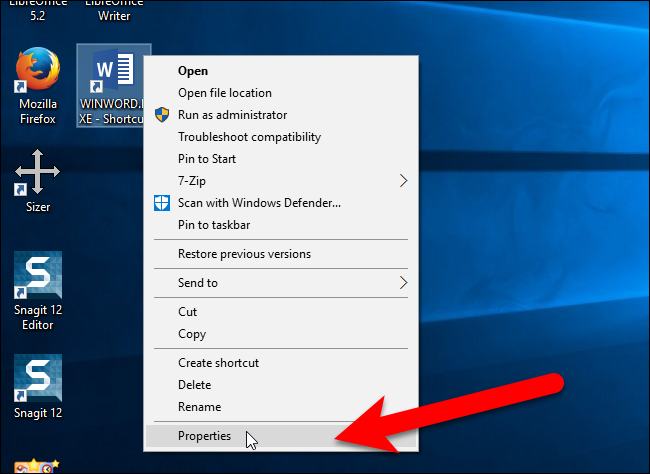 LibreOffice
5.2
LibreOffice
Writer
Mozilla
Firefox
WINWORD.E
XE - Shortcu
Sizer
Snagit 12
Editor
Snagit 12
Open
Open file location
Run as administrator
Troubleshoot compatibility
Pin to Start
7-Zip
Scan with Windows Defender...
Pin to taskbar
Restore previous versions
Send to
Cut
Copy
Create shortcut
Delete
Rename
Properties